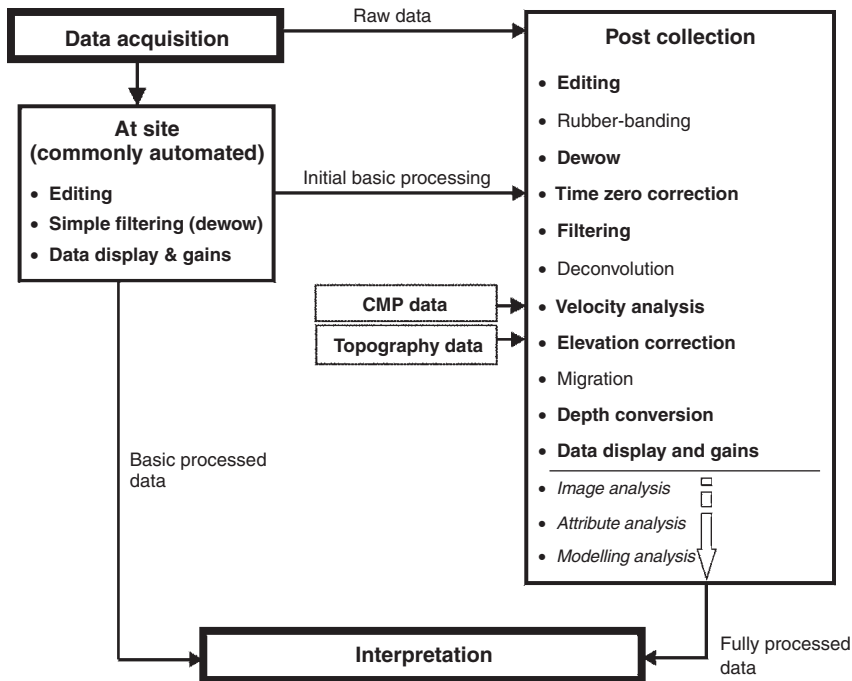 Data acquisition
Raw data
At site
(commonly automated)
• Editing
• Simple filtering (dewow)
• Data display & gains
Initial basic processing
Post collection
• Editing
• Rubber-banding
• Dewow
• Time zero correction
• Filtering
• Deconvolution
• Velocity analysis
• Elevation correction
• Migration
• Depth conversion
• Data display and gains
• Image analysis
• Attribute analysis
• Modelling analysis
CMP data
Topography data
Basic processed
data
Interpretation
Fully processed
data